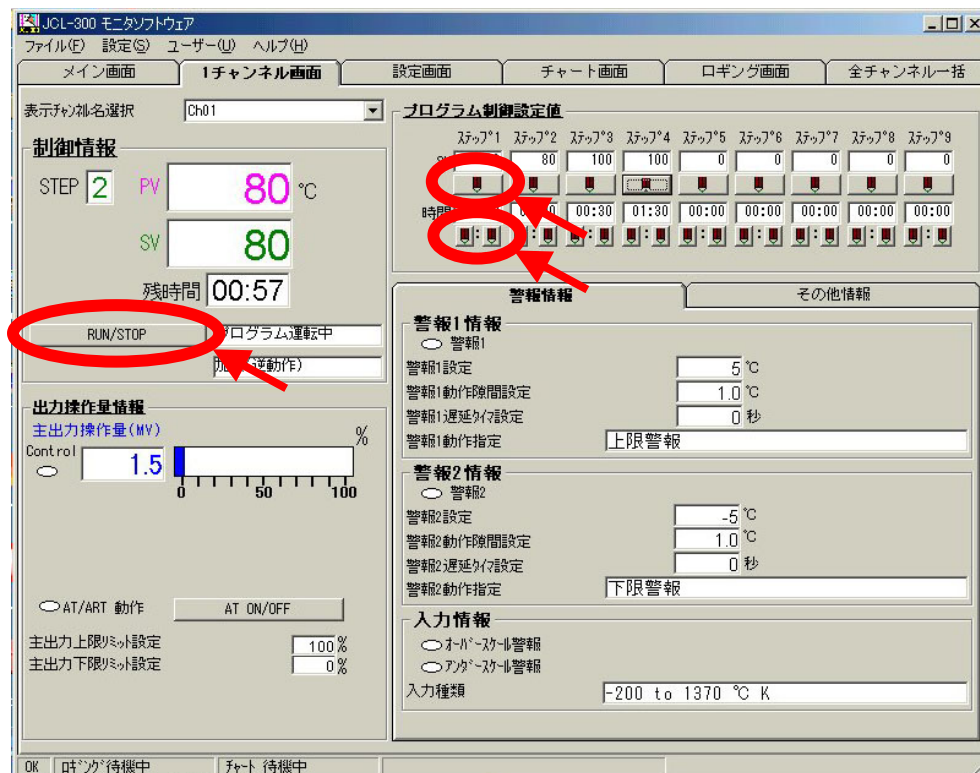 JCL-300 モニタソフトウェア
ファイル(F) 設定(S) ユーザー(U) ヘルプ(H)
メイン画面 1チャンネル画面 設定画面 チャート画面 ロギング画面 全チャンネル一括
表示チャンネル名選択 Ch01
制御情報
STEP 2 PV 80 ℃
SV 80
残時間 00:57
RUN/STOP プログラム運転中
加熱(逆動作)
プログラム制御設定値
ステップ1 ステップ2 ステップ3 ステップ4 ステップ5 ステップ6 ステップ7 ステップ8 ステップ9
80 100 100 0 0 0 0 0
時間 00:30 01:30 00:00 00:00 00:00 00:00 00:00
: : : : : : : : :
出力操作量情報
主出力操作量(MV) %
Control 1.5
0 50 100
AT/ART 動作 AT ON/OFF
主出力上限リミット設定 100 %
主出力下限リミット設定 0 %
警報情報 その他情報
警報1情報
警報1
警報1設定 5 ℃
警報1動作隙間設定 1.0 ℃
警報1遅延タイマ設定 0 秒
警報1動作指定 上限警報
警報2情報
警報2
警報2設定 -5 ℃
警報2動作隙間設定 1.0 ℃
警報2遅延タイマ設定 0 秒
警報2動作指定 下限警報
入力情報
オーバースケール警報
アンダースケール警報
入力種類 -200 to 1370 ℃ K
OK ロギング待機中 チャート 待機中